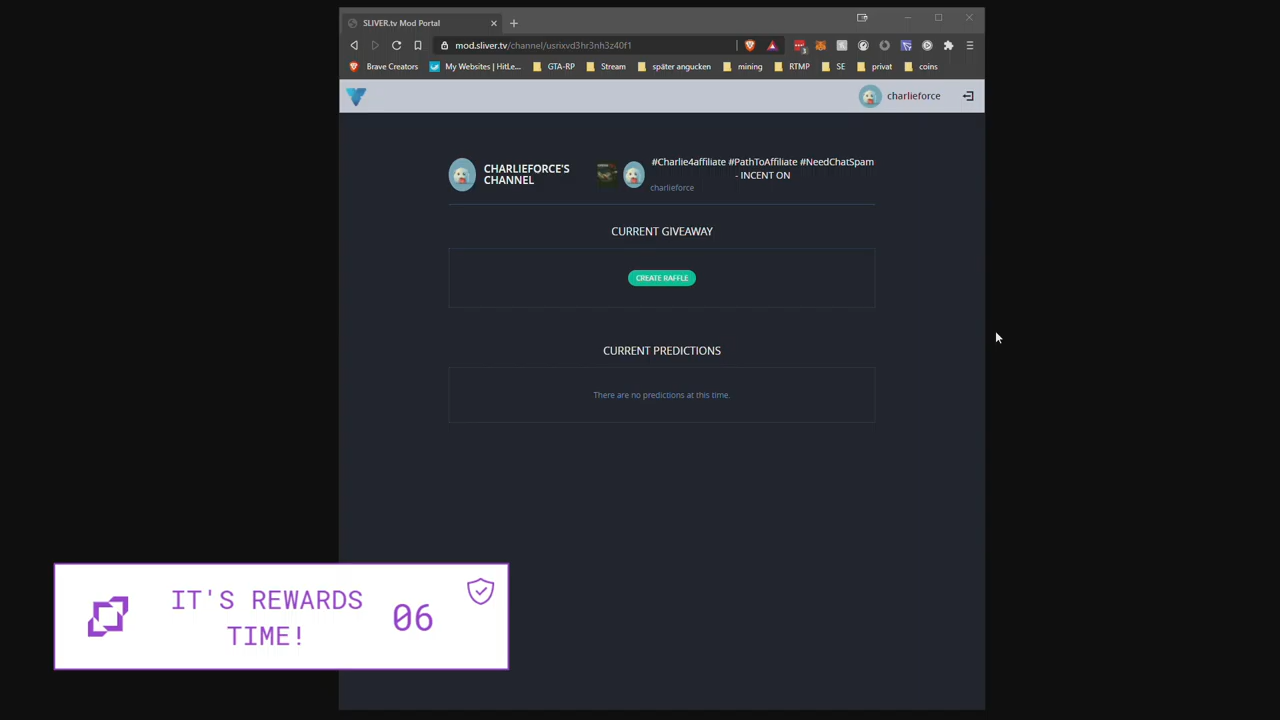 SLIVER.tv Mod Portal
mod.sliver.tv/channel/usrixvd3hr3nh3z40f1
3
Brave Creators
My Websites | HitLe...
GTA-RP
Stream
später angucken
mining
RTMP
SE
privat
coins
charlieforce
CHARLIEFORCE'S
CHANNEL
#Charlie4affiliate #PathToAffiliate #NeedChatSpam
- INCENT ON
charlieforce
CURRENT GIVEAWAY
CREATE RAFFLE
CURRENT PREDICTIONS
There are no predictions at this time.
IT'S REWARDS
TIME!
06